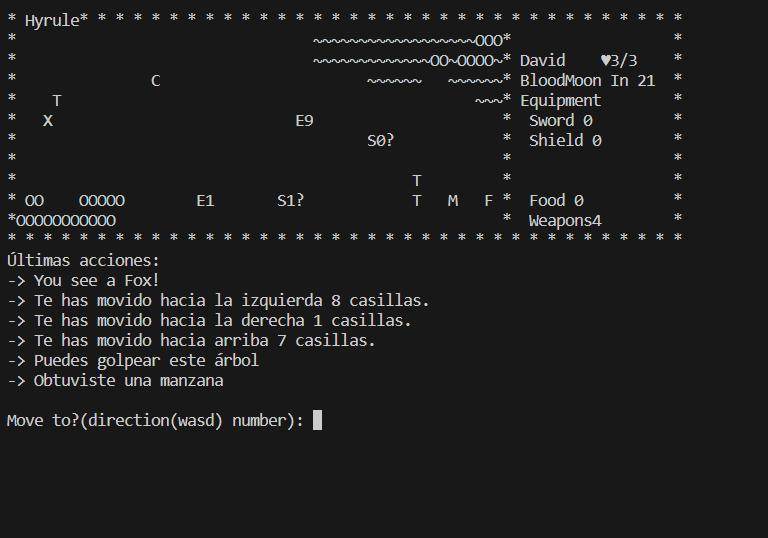 * Hyrule* * * * * * * * * * * * * * * * * * * * * * * * * * * * * * * * * *
*                                 ~~~~~~~~~~~~~~~~~~OOO*                  *
*                                 ~~~~~~~~~~~~~OO~OOOO~* David    ♥3/3    *
*               C                       ~~~~~~   ~~~~~~* BloodMoon In 21  *
*    T                                              ~~~* Equipment        *
*   X                           E9                     *  Sword 0         *
*                                       S0?            *  Shield 0        *
*                                                      *                  *
*                                            T         *                  *
* OO    OOOOO        E1       S1?            T   M   F *  Food 0          *
*OOOOOOOOOOO                                           *  Weapons4        *
* * * * * * * * * * * * * * * * * * * * * * * * * * * * * * * * * * * * * *
Últimas acciones:
-> You see a Fox!
-> Te has movido hacia la izquierda 8 casillas.
-> Te has movido hacia la derecha 1 casillas.
-> Te has movido hacia arriba 7 casillas.
-> Puedes golpear este árbol
-> Obtuviste una manzana
Move to?(direction(wasd) number):